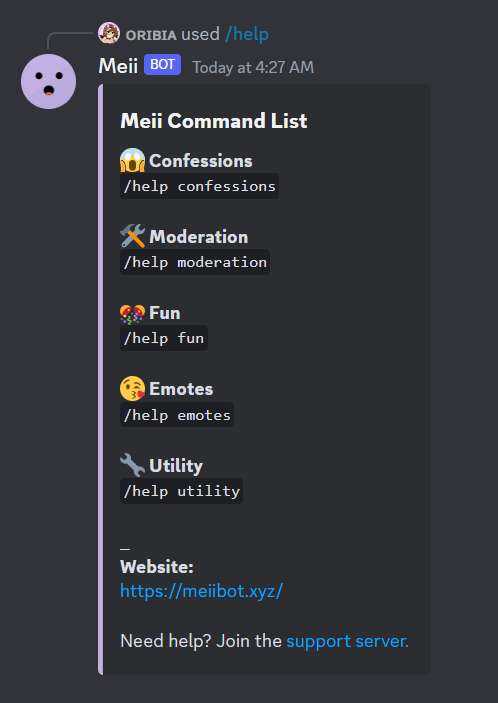 ORIBIA used /help
Meii BOT Today at 4:27 AM
Meii Command List
Confessions
/help confessions
Moderation
/help moderation
Fun
/help fun
Emotes
/help emotes
Utility
/help utility
_
Website:
https://meiibot.xyz/
Need help? Join the support server.